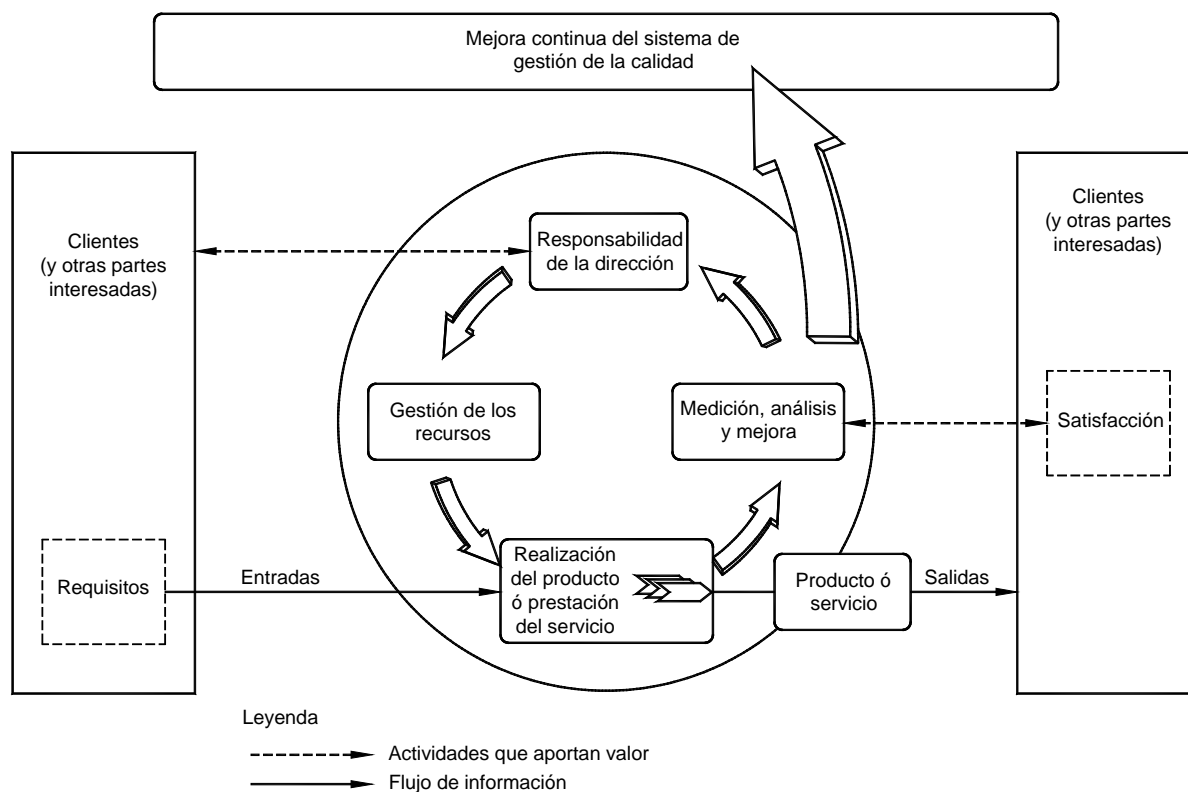 Mejora continua del sistema de
gestión de la calidad
Clientes
(y otras partes
interesadas)
Responsabilidad
de la dirección
Clientes
(y otras partes
interesadas)
Gestión de los
recursos
Medición, análisis
y mejora
Satisfacción
Requisitos
Entradas
Realización
del producto
ó prestación
del servicio
Producto ó
servicio
Salidas
Leyenda
Actividades que aportan valor
Flujo de información